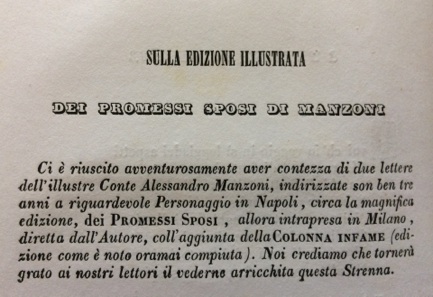 SULLA EDIZIONE ILLUSTRATA
DEI PROMESSI SPOSI DI MANZONI
Ci è riuscito avventurosamente aver contezza di due lettere
dell'illustre Conte Alessandro Manzoni, indirizzate son ben tre
anni a riguardevole Personaggio in Napoli, circa la magnifica
edizione, dei PROMESSI SPOSI, allora intrapresa in Milano,
diretta dall'Autore, coll'aggiunta della COLONNA INFAME (edi-
zione come è noto oramai compiuta). Noi crediamo che tornerà
grato ai nostri lettori il vederne arricchita questa Strenna.